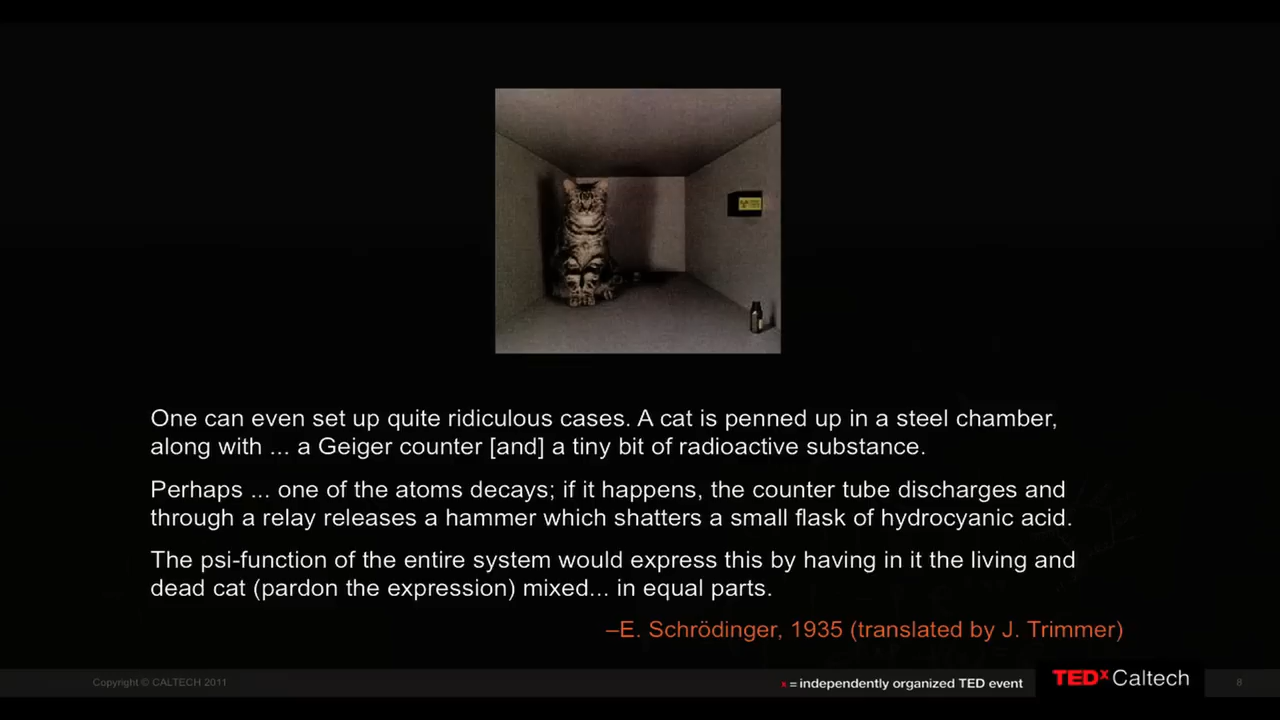 One can even set up quite ridiculous cases. A cat is penned up in a steel chamber,
along with ... a Geiger counter [and] a tiny bit of radioactive substance.
Perhaps ... one of the atoms decays; if it happens, the counter tube discharges and
through a relay releases a hammer which shatters a small flask of hydrocyanic acid.
The psi-function of the entire system would express this by having in it the living and
dead cat (pardon the expression) mixed... in equal parts.
–E. Schrödinger, 1935 (translated by J. Trimmer)
Copyright © CALTECH 2011
x = independently organized TED event
TEDx Caltech
8